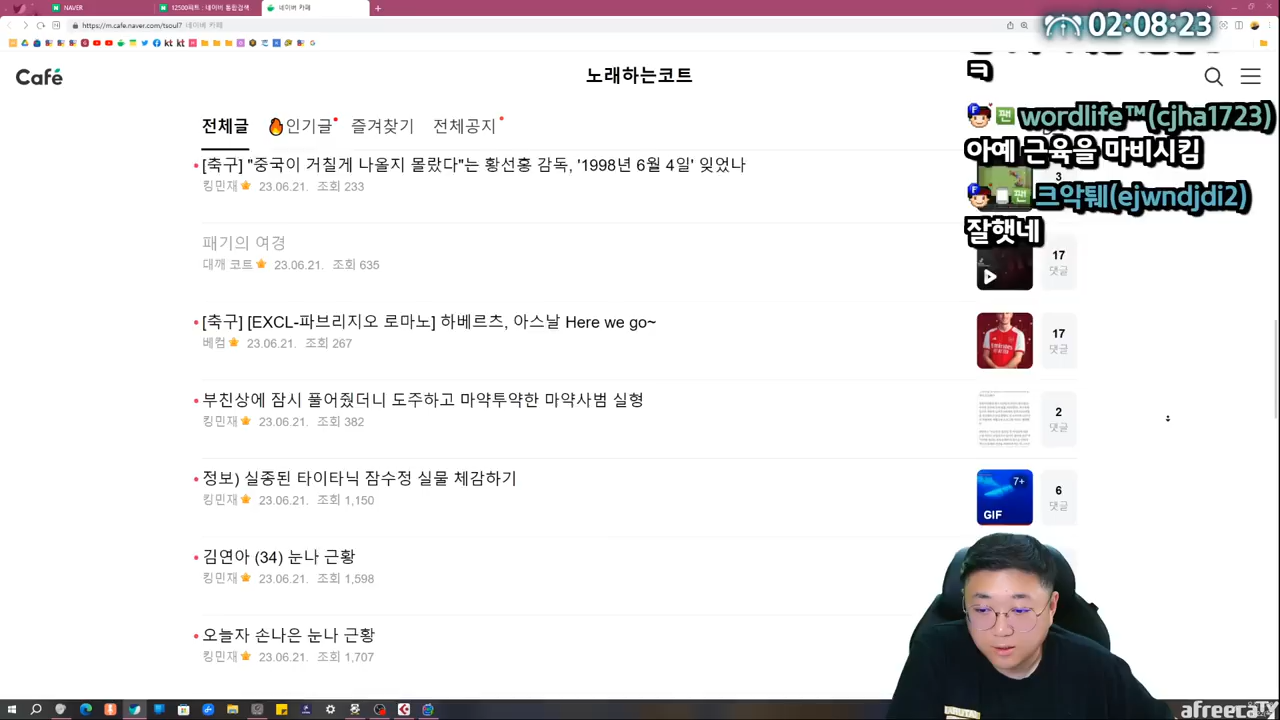 NAVER
12500피트 : 네이버 통합검색
네이버 카페
https://m.cafe.naver.com/tsoul7 네이버 카페
kt kt
02:08:23
Café
노래하는코트
ㅋ
wordlife™(cjha1723)
아예 근육을 마비시킴
크악퉤(ejwndjdi2)
잘햇네
전체글 인기글 즐겨찾기 전체공지
[축구] "중국이 거칠게 나올지 몰랐다"는 황선홍 감독, '1998년 6월 4일' 잊었나
킹민재 23.06.21. 조회 233
3
패기의 여경
대깨 코트 23.06.21. 조회 635
17
댓글
[축구] [EXCL-파브리지오 로마노] 하베르츠, 아스날 Here we go~
베컴 23.06.21. 조회 267
17
댓글
부친상에 잠시 풀어줬더니 도주하고 마약투약한 마약사범 실형
킹민재 23.06.21. 조회 382
2
댓글
정보) 실종된 타이타닉 잠수정 실물 체감하기
킹민재 23.06.21. 조회 1,150
7+
GIF
6
댓글
김연아 (34) 눈나 근황
킹민재 23.06.21. 조회 1,598
오늘자 손나은 눈나 근황
킹민재 23.06.21. 조회 1,707
afreecaTV